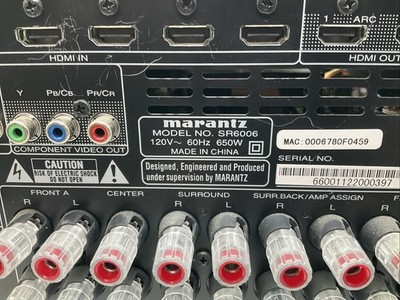 1 ARC
HDMI IN
HDMI OUT
Y PB/CB PR/CR
COMPONENT VIDEO OUT
marantz
MODEL NO. SR6006
120V~ 60Hz 650W
MADE IN CHINA
MAC: 0006780F0459
SERIAL NO.
66001122000397
CAUTION
RISK OF ELECTRIC SHOCK
DO NOT OPEN
Designed, Engineered and Produced
under supervision by MARANTZ
FRONT A CENTER SURROUND SURR.BACK/AMP ASSIGN
R L R L R L